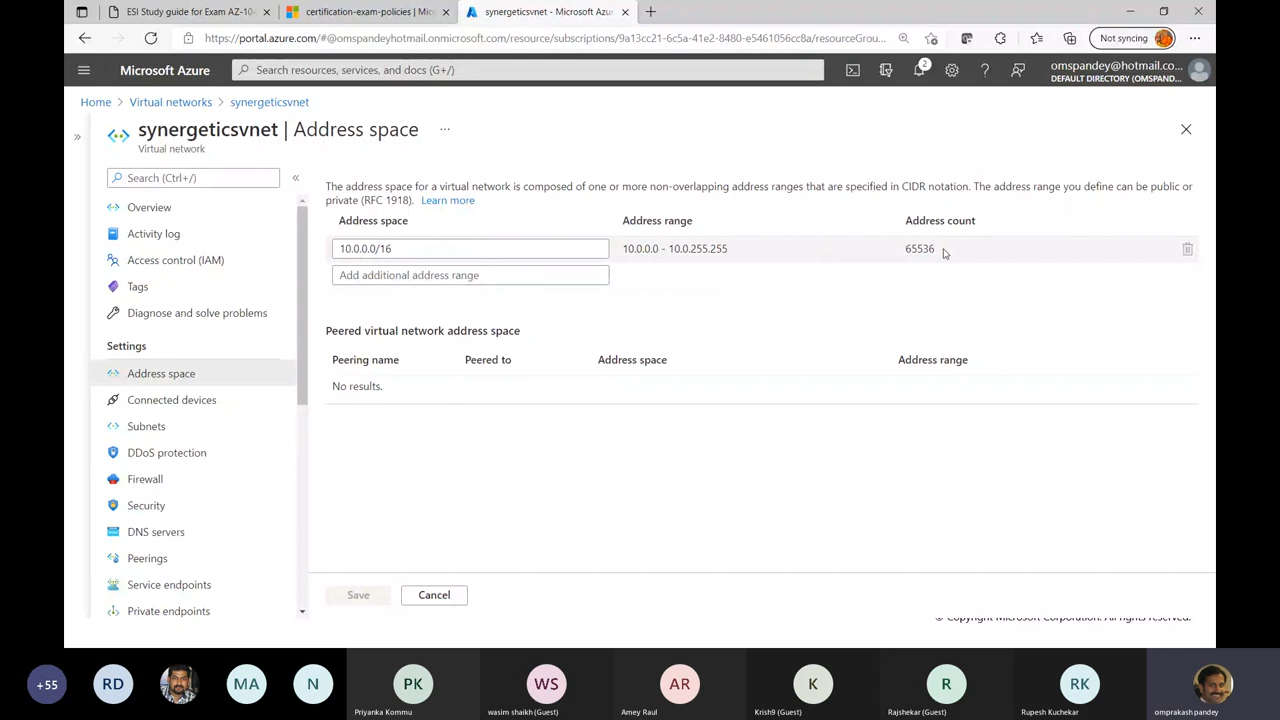 ESI Study guide for Exam AZ-104
certification-exam-policies | Mic
synergeticsvnet - Microsoft Azur
https://portal.azure.com/#@omspandeyhotmail.onmicrosoft.com/resource/subscriptions/9a13cc21-6c5a-41e2-8480-e5461056cc8a/resourceGrou...
Not syncing
Microsoft Azure
Search resources, services, and docs (G+/)
2
omspandey@hotmail.co...
DEFAULT DIRECTORY (OMSPAND...
Home > Virtual networks > synergeticsvnet
synergeticsvnet | Address space ...
Virtual network
Search (Ctrl+/)
Overview
Activity log
Access control (IAM)
Tags
Diagnose and solve problems
Settings
Address space
Connected devices
Subnets
DDoS protection
Firewall
Security
DNS servers
Peerings
Service endpoints
Private endpoints
The address space for a virtual network is composed of one or more non-overlapping address ranges that are specified in CIDR notation. The address range you define can be public or
private (RFC 1918). Learn more
Address space Address range Address count
10.0.0.0/16 10.0.0.0 - 10.0.255.255 65536
Add additional address range
Peered virtual network address space
Peering name Peered to Address space Address range
No results.
Save Cancel
© Copyright Microsoft Corporation. All rights reserved.
+55 RD MA N PK WS AR K R RK
Priyanka Kommu wasim shaikh (Guest) Amey Raul Krish9 (Guest) Rajshekar (Guest) Rupesh Kuchekar omprakash pandey